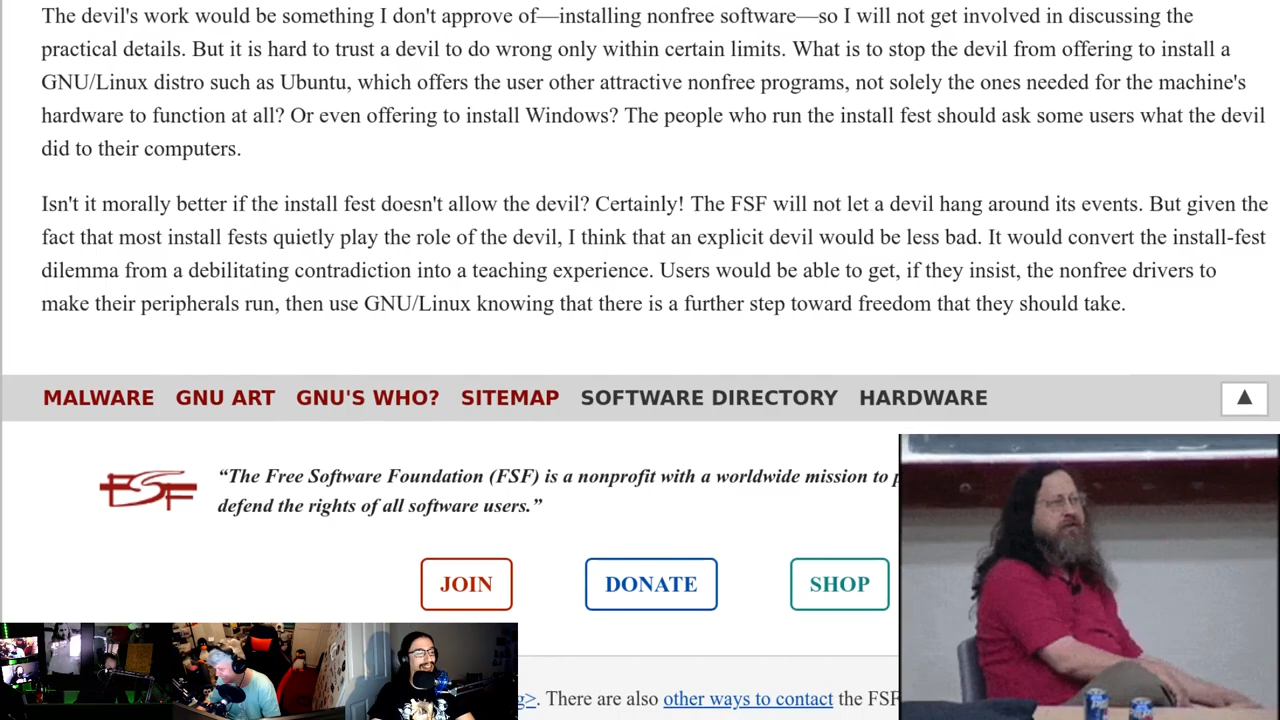 The devil's work would be something I don't approve of—installing nonfree software—so I will not get involved in discussing the
practical details. But it is hard to trust a devil to do wrong only within certain limits. What is to stop the devil from offering to install a
GNU/Linux distro such as Ubuntu, which offers the user other attractive nonfree programs, not solely the ones needed for the machine's
hardware to function at all? Or even offering to install Windows? The people who run the install fest should ask some users what the devil
did to their computers.
Isn't it morally better if the install fest doesn't allow the devil? Certainly! The FSF will not let a devil hang around its events. But given the
fact that most install fests quietly play the role of the devil, I think that an explicit devil would be less bad. It would convert the install-fest
dilemma from a debilitating contradiction into a teaching experience. Users would be able to get, if they insist, the nonfree drivers to
make their peripherals run, then use GNU/Linux knowing that there is a further step toward freedom that they should take.
MALWARE GNU ART GNU'S WHO? SITEMAP SOFTWARE DIRECTORY HARDWARE ▲
FSF
“The Free Software Foundation (FSF) is a nonprofit with a worldwide mission to
defend the rights of all software users.”
JOIN DONATE SHOP
g>. There are also other ways to contact the FSF